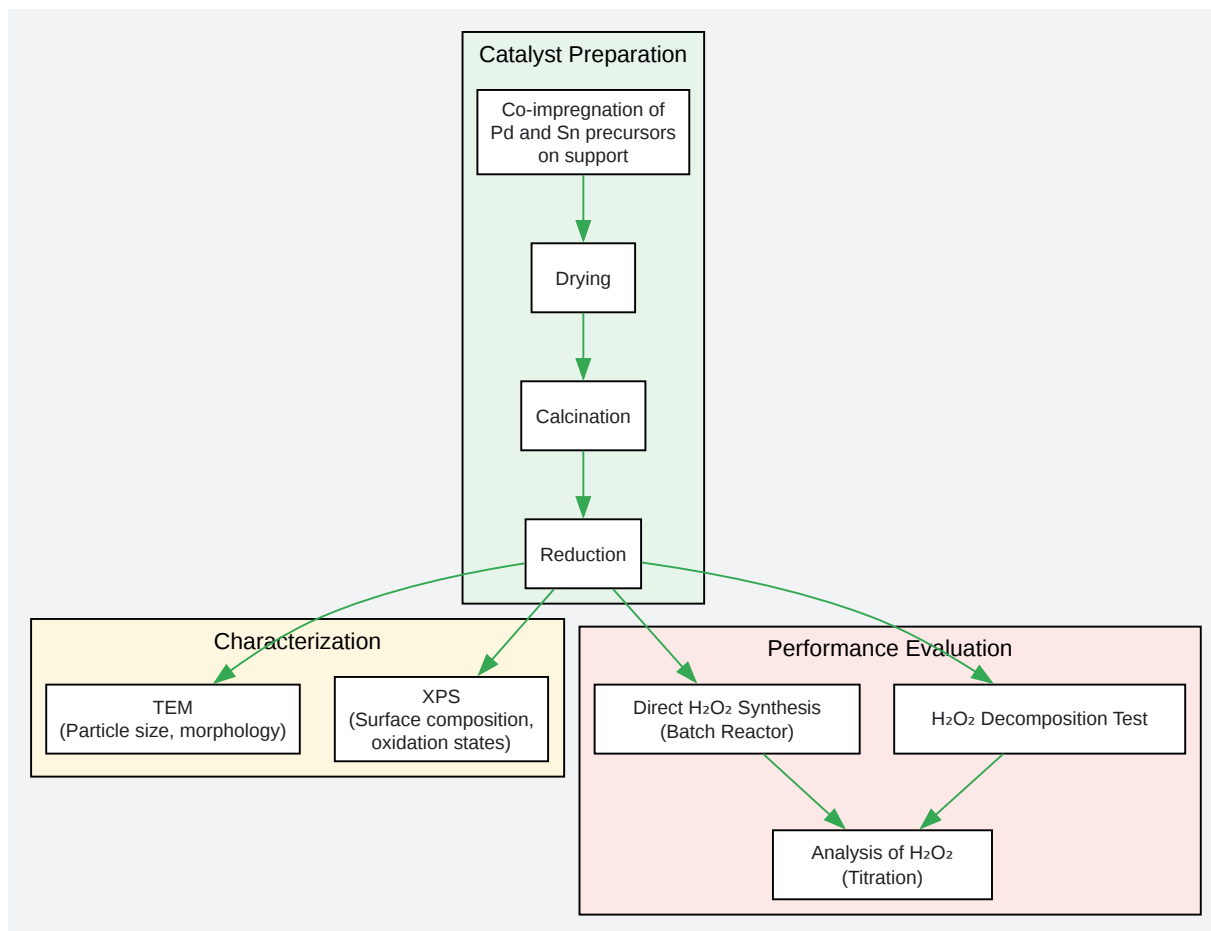 Catalyst Preparation
Co-impregnation of
Pd and Sn precursors
on support
Drying
Calcination
Reduction
Characterization
TEM
(Particle size, morphology)
XPS
(Surface composition,
oxidation states)
Performance Evaluation
Direct H₂O₂ Synthesis
(Batch Reactor)
H₂O₂ Decomposition Test
Analysis of H₂O₂
(Titration)